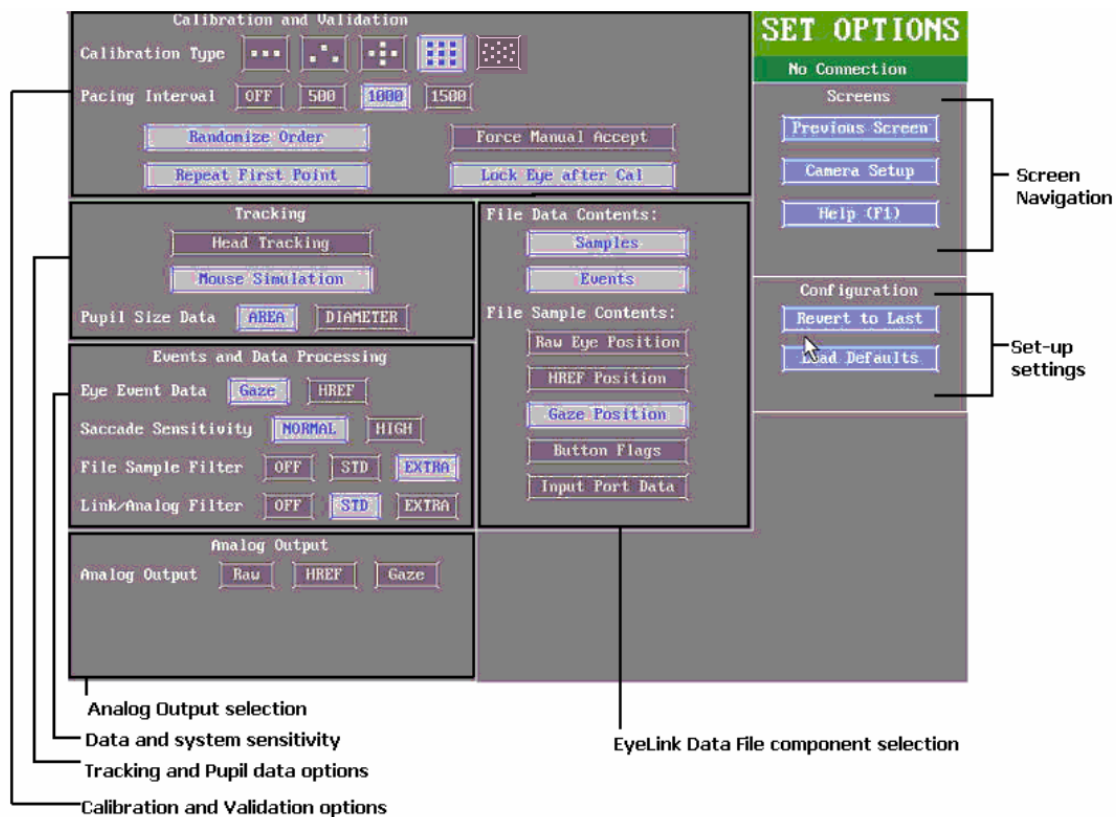 Calibration and Validation
Calibration Type
Pacing Interval OFF 500 1000 1500
Randomize Order Force Manual Accept
Repeat First Point Lock Eye after Cal
Tracking
Head Tracking
Mouse Simulation
Pupil Size Data AREA DIAMETER
Events and Data Processing
Eye Event Data Gaze HREF
Saccade Sensitivity NORMAL HIGH
File Sample Filter OFF STD EXTRA
Link/Analog Filter OFF STD EXTRA
Analog Output
Analog Output Raw HREF Gaze
File Data Contents:
Samples
Events
File Sample Contents:
Raw Eye Position
HREF Position
Gaze Position
Button Flags
Input Port Data
SET OPTIONS
No Connection
Screens
Previous Screen
Camera Setup
Help (F1)
Configuration
Revert to Last
Load Defaults
Screen
Navigation
Set-up
settings
Analog Output selection
Data and system sensitivity
Tracking and Pupil data options
Calibration and Validation options
EyeLink Data File component selection